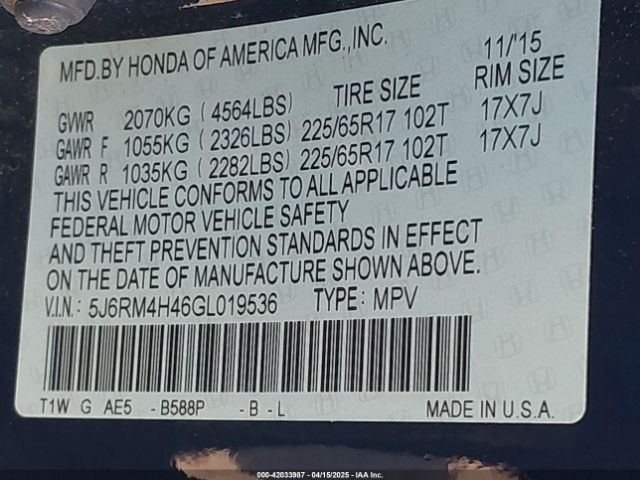 MFD.BY HONDA OF AMERICA MFG.,INC. 11/'15
TIRE SIZE RIM SIZE
GVWR 2070KG (4564LBS)
GAWR F 1055KG (2326LBS) 225/65R17 102T 17X7J
GAWR R 1035KG (2282LBS) 225/65R17 102T 17X7J
THIS VEHICLE CONFORMS TO ALL APPLICABLE
FEDERAL MOTOR VEHICLE SAFETY
AND THEFT PREVENTION STANDARDS IN EFFECT
ON THE DATE OF MANUFACTURE SHOWN ABOVE.
V.I.N.: 5J6RM4H46GL019536 TYPE: MPV
T1W G AE5 -B588P -B-L MADE IN U.S.A.
000-42033987 - 04/15/2025 - IAA Inc.